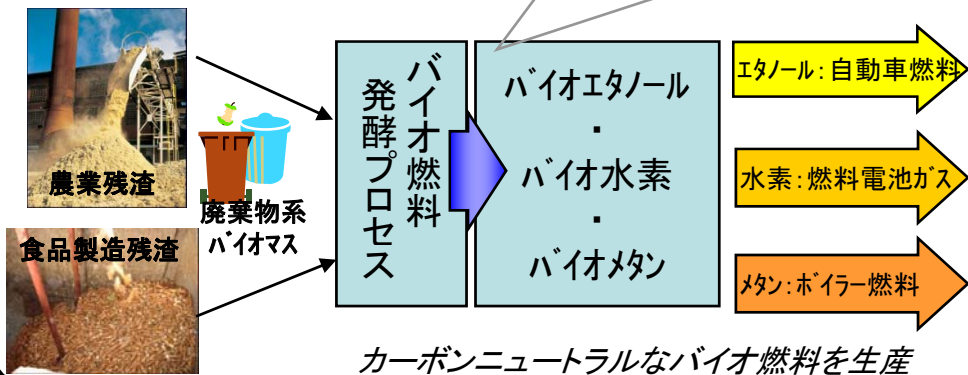 農業残渣
廃棄物系
バイオマス
食品製造残渣
バイオ燃料
発酵プロセス
バイオエタノール
・
バイオ水素
・
バイオメタン
エタノール：自動車燃料
水素：燃料電池ガス
メタン：ボイラー燃料
カーボンニュートラルなバイオ燃料を生産